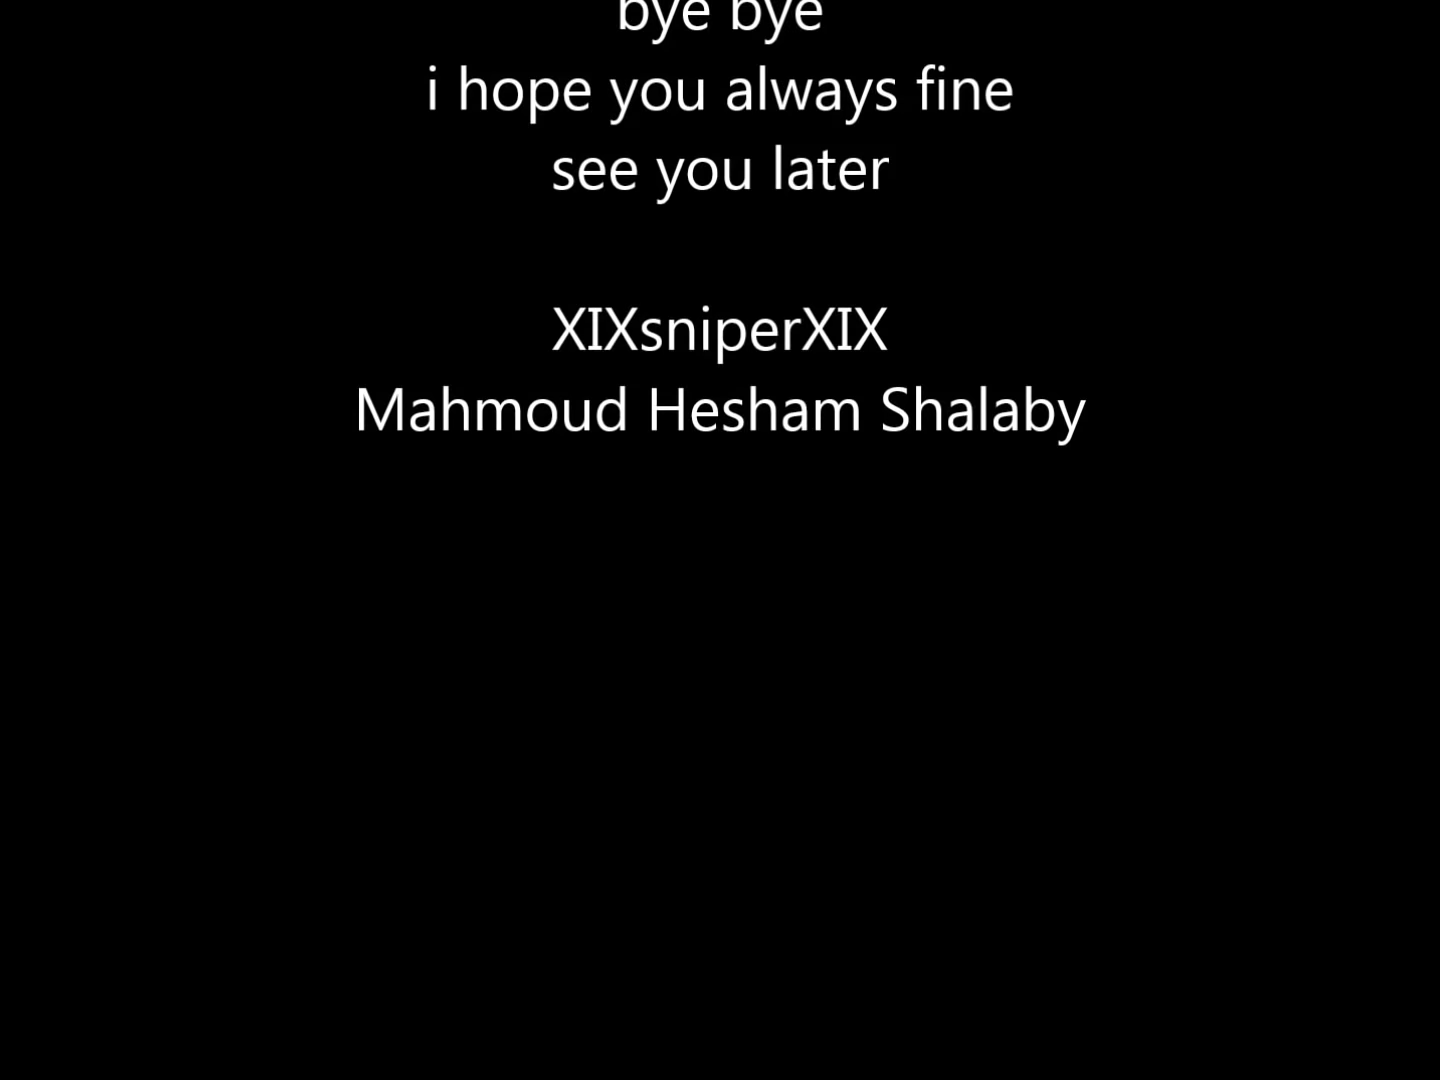 bye bye
i hope you always fine
see you later
XIXsniperXIX
Mahmoud Hesham Shalaby